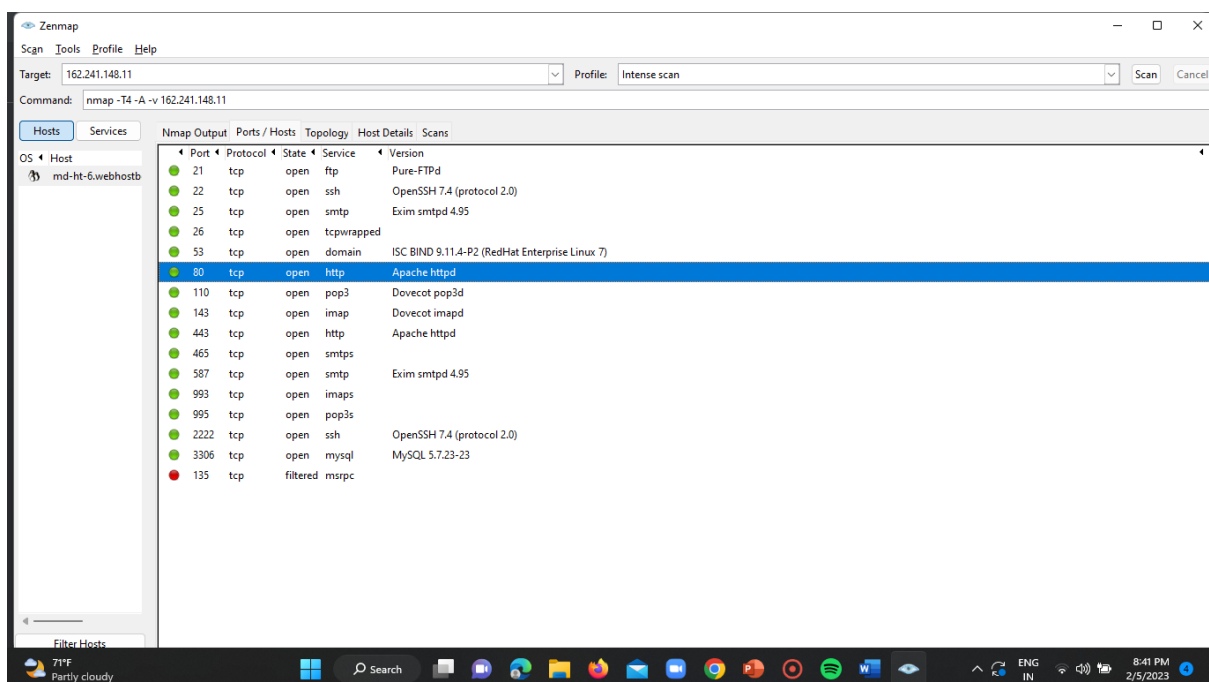 Zenmap
Scan Tools Profile Help
Target: 162.241.148.11 Profile: Intense scan Scan Cancel
Command: nmap -T4 -A -v 162.241.148.11
Hosts Services Nmap Output Ports / Hosts Topology Host Details Scans
OS Host Port Protocol State Service Version
md-ht-6.webhostb 21 tcp open ftp Pure-FTPd
22 tcp open ssh OpenSSH 7.4 (protocol 2.0)
25 tcp open smtp Exim smtpd 4.95
26 tcp open tcpwrapped
53 tcp open domain ISC BIND 9.11.4-P2 (RedHat Enterprise Linux 7)
80 tcp open http Apache httpd
110 tcp open pop3 Dovecot pop3d
143 tcp open imap Dovecot imapd
443 tcp open http Apache httpd
465 tcp open smtps
587 tcp open smtp Exim smtpd 4.95
993 tcp open imaps
995 tcp open pop3s
2222 tcp open ssh OpenSSH 7.4 (protocol 2.0)
3306 tcp open mysql MySQL 5.7.23-23
135 tcp filtered msrpc
Filter Hosts
71°F
Partly cloudy
Search
ENG
IN
8:41 PM
2/5/2023
4